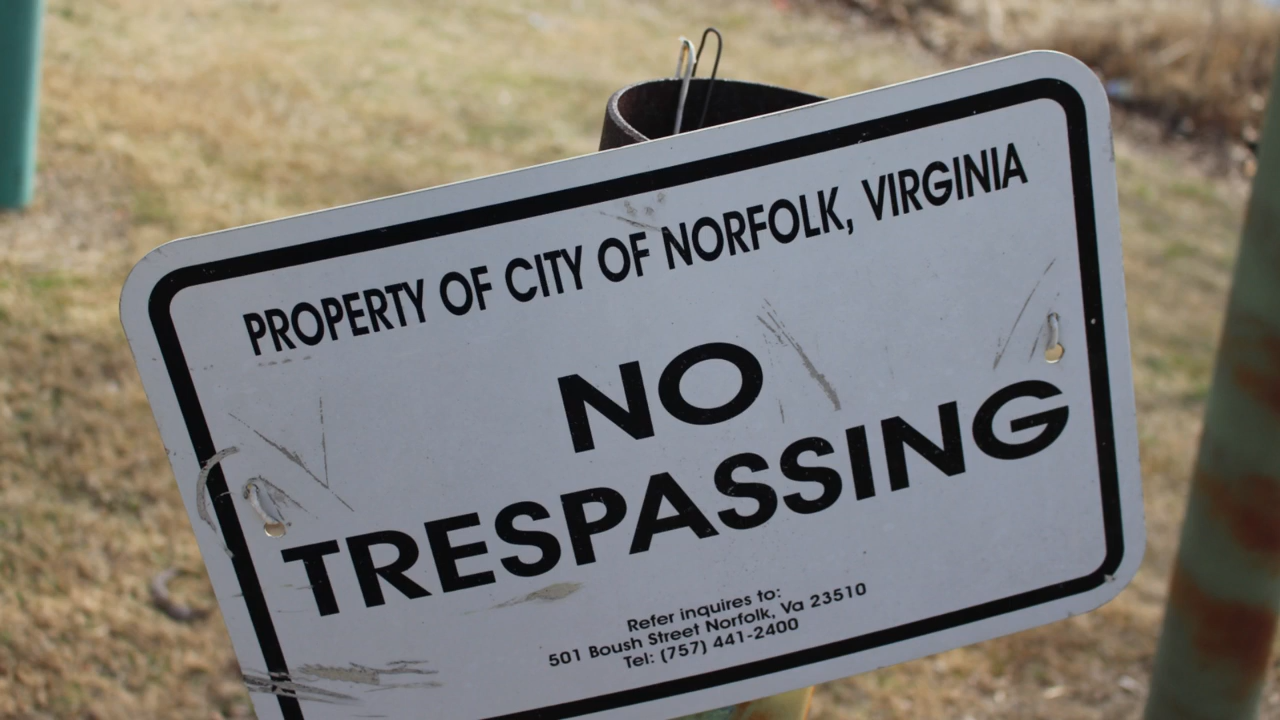 PROPERTY OF CITY OF NORFOLK, VIRGINIA
NO
TRESPASSING
Refer inquires to:
501 Boush Street Norfolk, Va 23510
Tel: (757) 441-2400